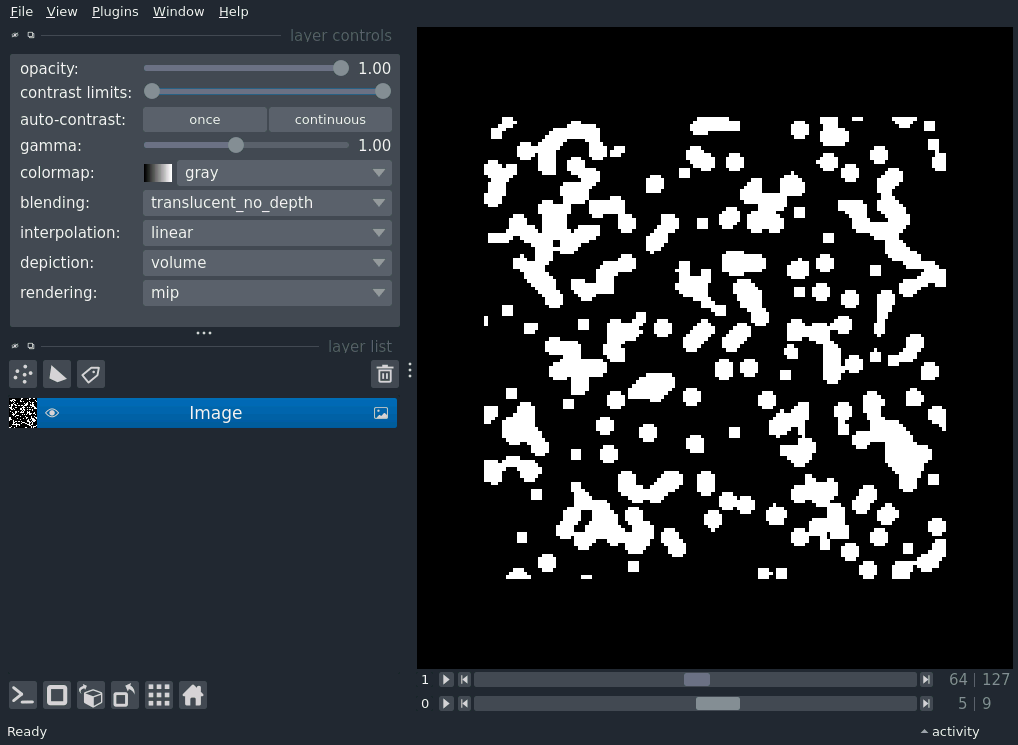 File View Plugins Window Help
layer controls
opacity: 1.00
contrast limits:
auto-contrast: once continuous
gamma: 1.00
colormap: gray
blending: translucent_no_depth
interpolation: linear
depiction: volume
rendering: mip
layer list
Image
1 64 | 127
0 5 | 9
Ready activity